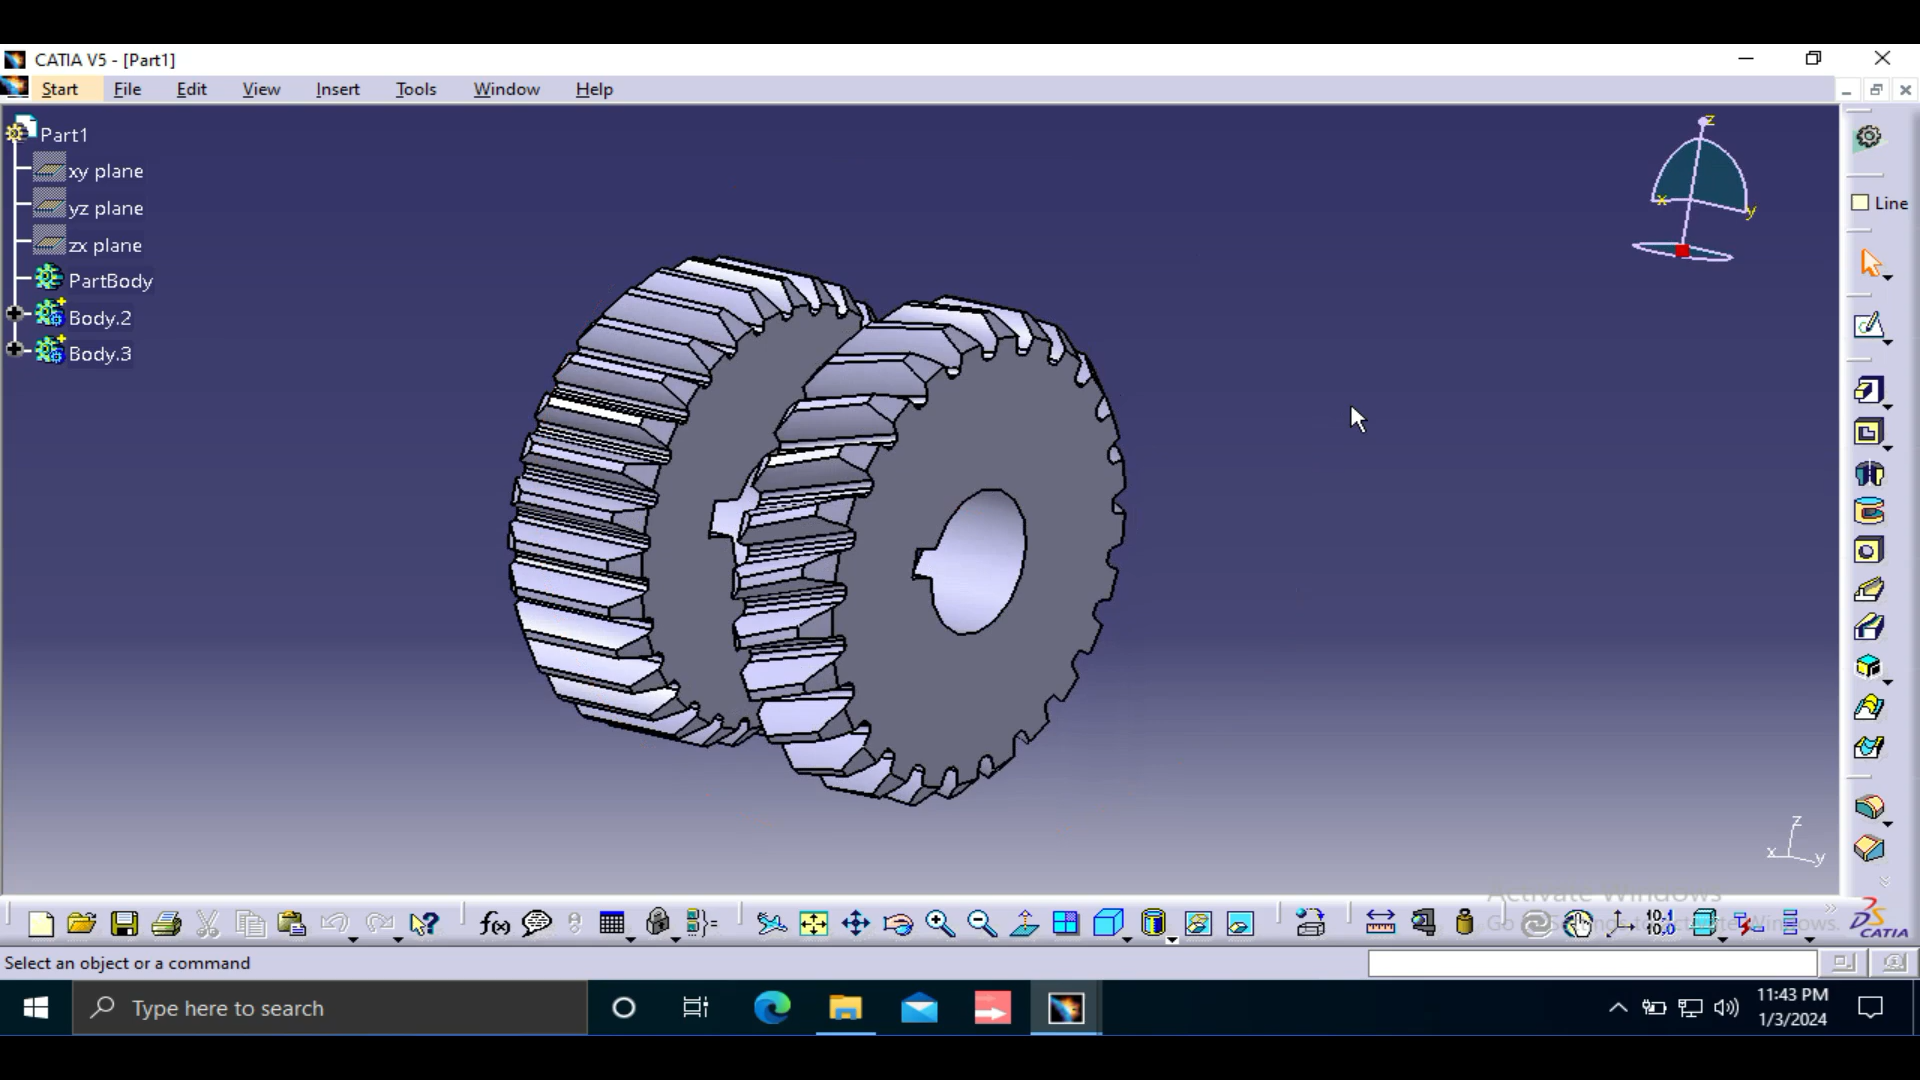 CATIA V5 - [Part1]
Start File Edit View Insert Tools Window Help
Part1
xy plane
yz plane
zx plane
PartBody
Body.2
Body.3
z
x
y
Line
z
x
y
Activate Windows
f(x)
CATIA
Select an object or a command
Type here to search
11:43 PM
1/3/2024